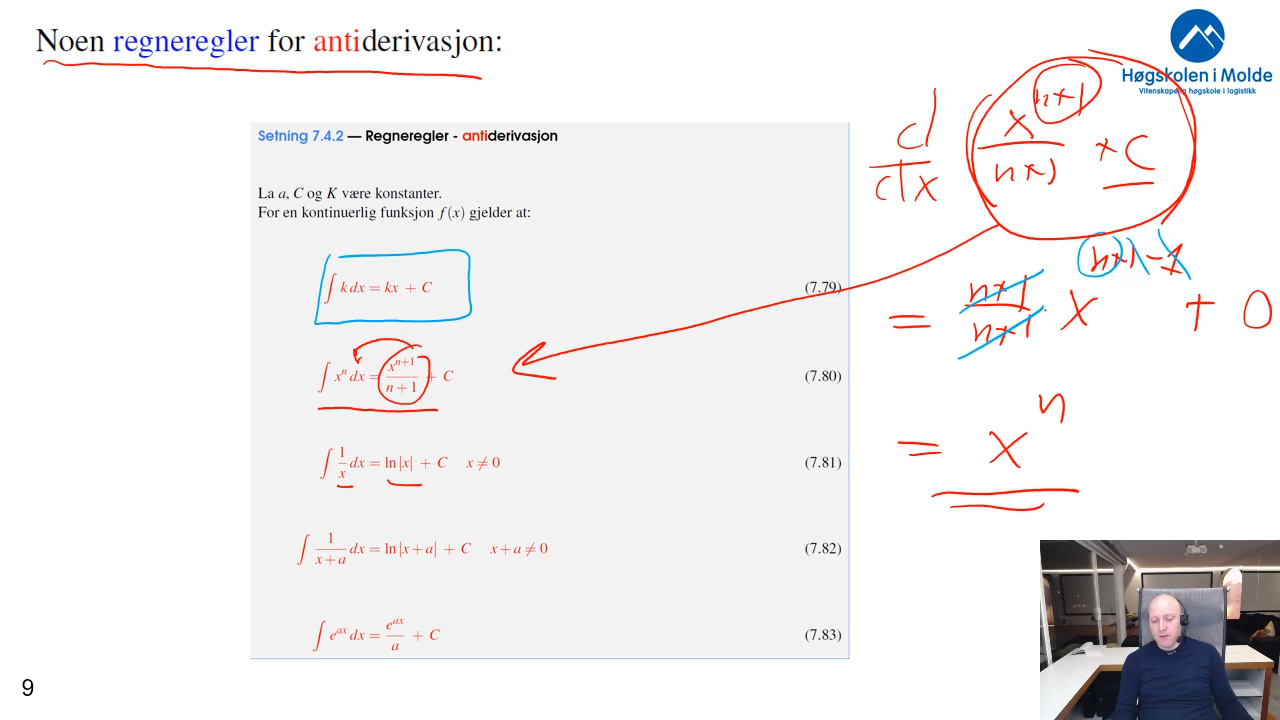 Noen regneregler for antiderivasjon:
Høgskolen i Molde
Vitenskapelig høgskole i logistikk
Setning 7.4.2 — Regneregler - antiderivasjon
La a, C og K være konstanter.
For en kontinuerlig funksjon f(x) gjelder at:
∫ k dx = kx + C (7.79)
∫ xⁿ dx = xⁿ⁺¹/(n+1) + C (7.80)
∫ 1/x dx = ln|x| + C x ≠ 0 (7.81)
∫ 1/(x+a) dx = ln|x+a| + C x+a ≠ 0 (7.82)
∫ eᵃˣ dx = eᵃˣ/a + C (7.83)
d/dx xⁿ⁺¹/(n+1) + C
= (n+1)/(n+1) xⁿ⁺¹⁻¹ + 0
= xⁿ
9